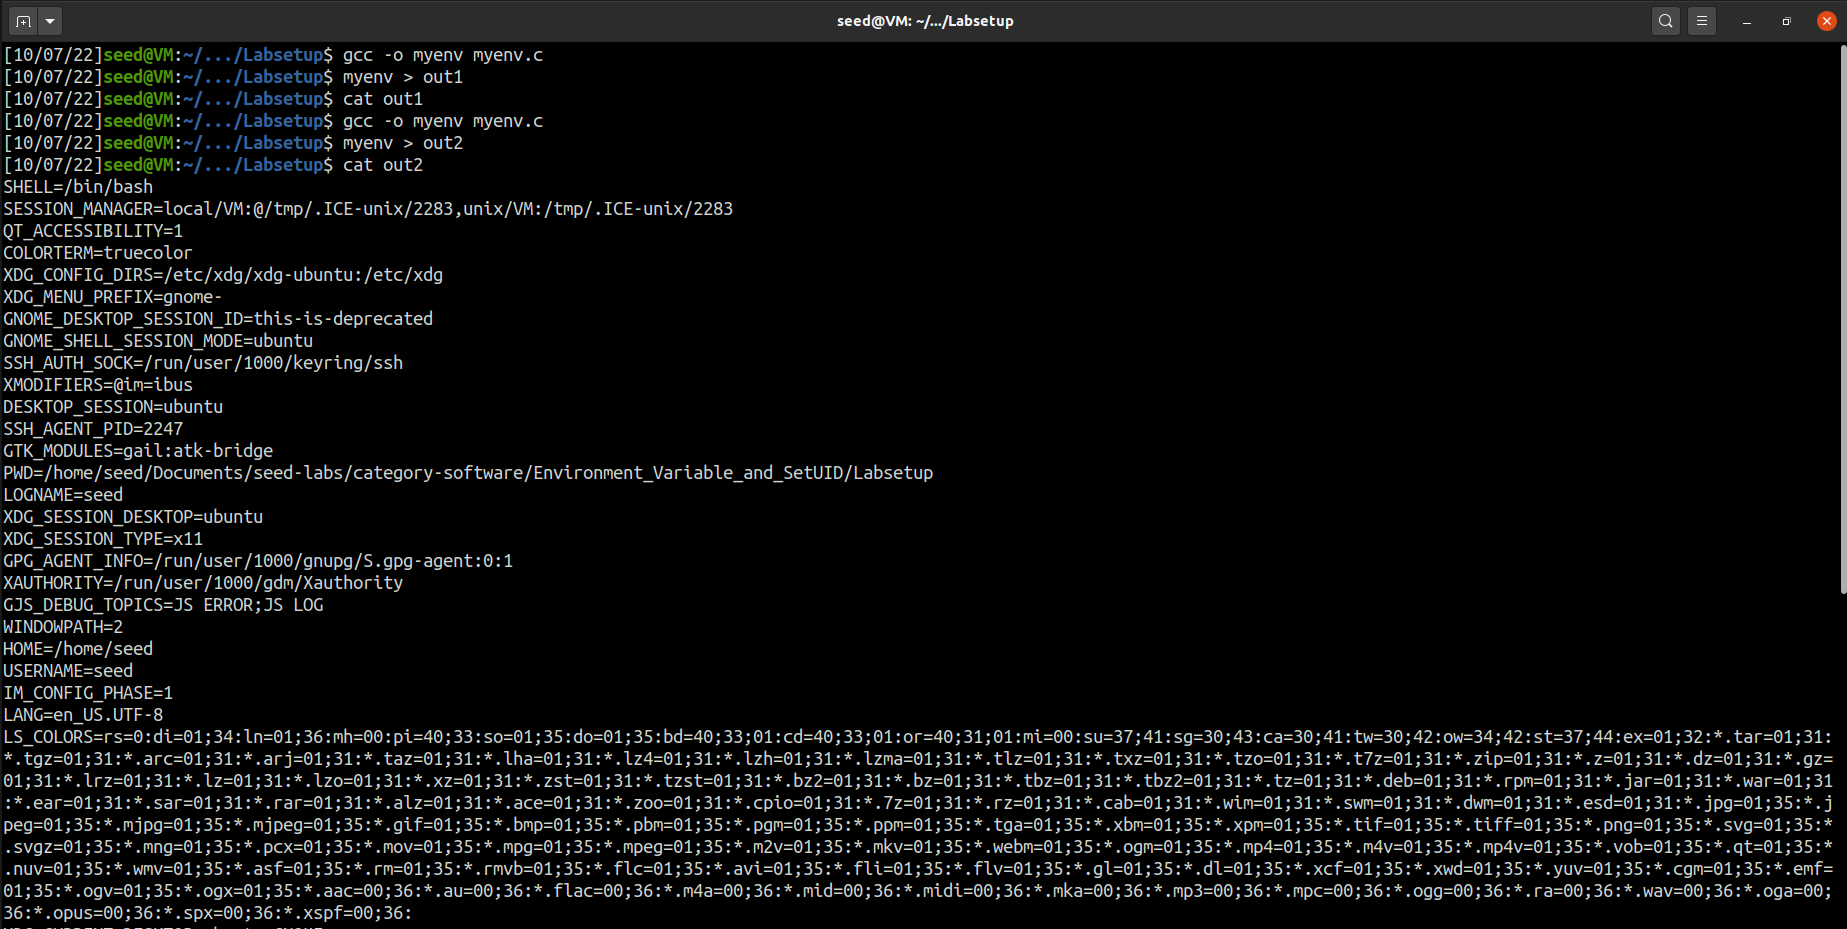 seed@VM: ~/.../Labsetup
[10/07/22]seed@VM:~/.../Labsetup$ gcc -o myenv myenv.c
[10/07/22]seed@VM:~/.../Labsetup$ myenv > out1
[10/07/22]seed@VM:~/.../Labsetup$ cat out1
[10/07/22]seed@VM:~/.../Labsetup$ gcc -o myenv myenv.c
[10/07/22]seed@VM:~/.../Labsetup$ myenv > out2
[10/07/22]seed@VM:~/.../Labsetup$ cat out2
SHELL=/bin/bash
SESSION_MANAGER=local/VM:@/tmp/.ICE-unix/2283,unix/VM:/tmp/.ICE-unix/2283
QT_ACCESSIBILITY=1
COLORTERM=truecolor
XDG_CONFIG_DIRS=/etc/xdg/xdg-ubuntu:/etc/xdg
XDG_MENU_PREFIX=gnome-
GNOME_DESKTOP_SESSION_ID=this-is-deprecated
GNOME_SHELL_SESSION_MODE=ubuntu
SSH_AUTH_SOCK=/run/user/1000/keyring/ssh
XMODIFIERS=@im=ibus
DESKTOP_SESSION=ubuntu
SSH_AGENT_PID=2247
GTK_MODULES=gail:atk-bridge
PWD=/home/seed/Documents/seed-labs/category-software/Environment_Variable_and_SetUID/Labsetup
LOGNAME=seed
XDG_SESSION_DESKTOP=ubuntu
XDG_SESSION_TYPE=x11
GPG_AGENT_INFO=/run/user/1000/gnupg/S.gpg-agent:0:1
XAUTHORITY=/run/user/1000/gdm/Xauthority
GJS_DEBUG_TOPICS=JS ERROR;JS LOG
WINDOWPATH=2
HOME=/home/seed
USERNAME=seed
IM_CONFIG_PHASE=1
LANG=en_US.UTF-8
LS_COLORS=rs=0:di=01;34:ln=01;36:mh=00:pi=40;33:so=01;35:do=01;35:bd=40;33;01:cd=40;33;01:or=40;31;01:mi=00:su=37;41:sg=30;43:ca=30;41:tw=30;42:ow=34;42:st=37;44:ex=01;32:*.tar=01;31:
*.tgz=01;31:*.arc=01;31:*.arj=01;31:*.taz=01;31:*.lha=01;31:*.lz4=01;31:*.lzh=01;31:*.lzma=01;31:*.tlz=01;31:*.txz=01;31:*.tzo=01;31:*.t7z=01;31:*.zip=01;31:*.z=01;31:*.dz=01;31:*.gz=
01;31:*.lrz=01;31:*.lz=01;31:*.lzo=01;31:*.xz=01;31:*.zst=01;31:*.tzst=01;31:*.bz2=01;31:*.bz=01;31:*.tbz=01;31:*.tbz2=01;31:*.tz=01;31:*.deb=01;31:*.rpm=01;31:*.jar=01;31:*.war=01;31
:*.ear=01;31:*.sar=01;31:*.rar=01;31:*.alz=01;31:*.ace=01;31:*.zoo=01;31:*.cpio=01;31:*.7z=01;31:*.rz=01;31:*.cab=01;31:*.wim=01;31:*.swm=01;31:*.dwm=01;31:*.esd=01;31:*.jpg=01;35:*.j
peg=01;35:*.mjpg=01;35:*.mjpeg=01;35:*.gif=01;35:*.bmp=01;35:*.pbm=01;35:*.pgm=01;35:*.ppm=01;35:*.tga=01;35:*.xbm=01;35:*.xpm=01;35:*.tif=01;35:*.tiff=01;35:*.png=01;35:*.svg=01;35:*
.svgz=01;35:*.mng=01;35:*.pcx=01;35:*.mov=01;35:*.mpg=01;35:*.mpeg=01;35:*.m2v=01;35:*.mkv=01;35:*.webm=01;35:*.ogm=01;35:*.mp4=01;35:*.m4v=01;35:*.mp4v=01;35:*.vob=01;35:*.qt=01;35:*
.nuv=01;35:*.wmv=01;35:*.asf=01;35:*.rm=01;35:*.rmvb=01;35:*.flc=01;35:*.avi=01;35:*.fli=01;35:*.flv=01;35:*.gl=01;35:*.dl=01;35:*.xcf=01;35:*.xwd=01;35:*.yuv=01;35:*.cgm=01;35:*.emf=
01;35:*.ogv=01;35:*.ogx=01;35:*.aac=00;36:*.au=00;36:*.flac=00;36:*.m4a=00;36:*.mid=00;36:*.midi=00;36:*.mka=00;36:*.mp3=00;36:*.mpc=00;36:*.ogg=00;36:*.ra=00;36:*.wav=00;36:*.oga=00;
36:*.opus=00;36:*.spx=00;36:*.xspf=00;36: